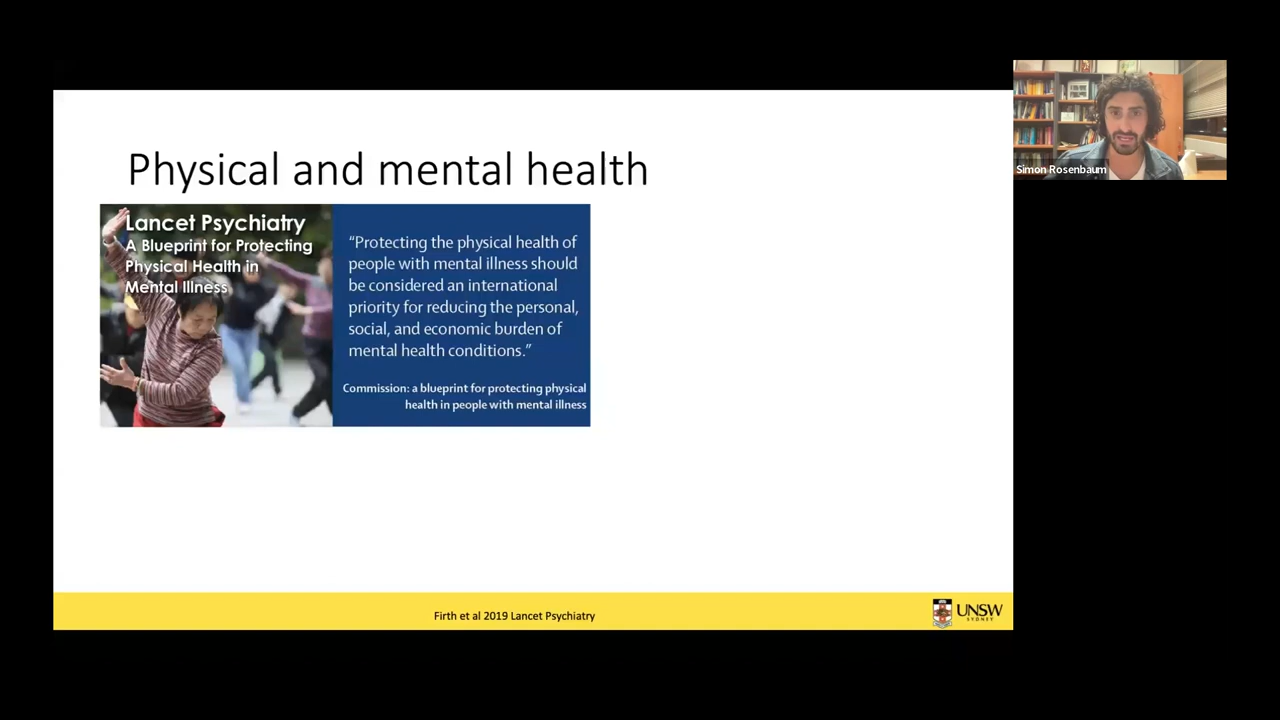 Physical and mental health
Lancet Psychiatry
A Blueprint for Protecting
Physical Health in
Mental Illness
“Protecting the physical health of
people with mental illness should
be considered an international
priority for reducing the personal,
social, and economic burden of
mental health conditions.”
Commission: a blueprint for protecting physical
health in people with mental illness
Simon Rosenbaum
Firth et al 2019 Lancet Psychiatry
UNSW
SYDNEY